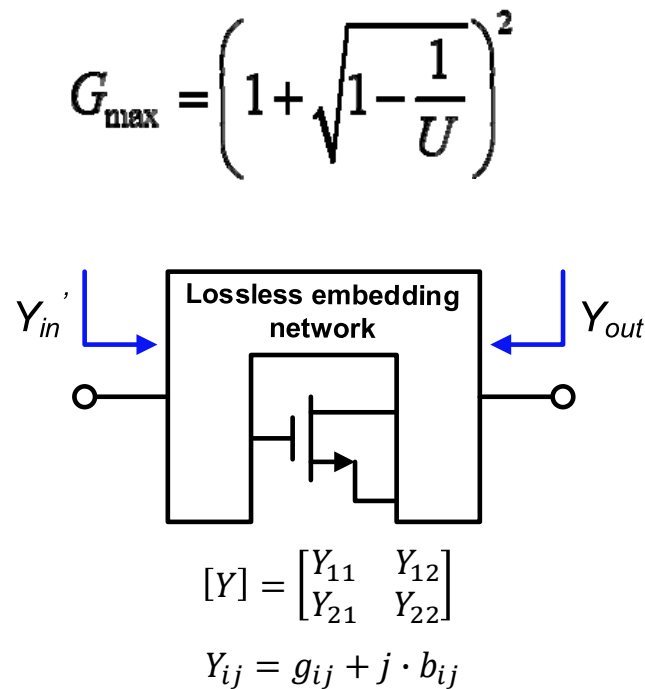 G_max = (1+√(1−1/U))²
Lossless embedding
network
Y_in′
Y_out
[Y] = [Y₁₁ Y₁₂
Y₂₁ Y₂₂]
Y_ij = g_ij + j · b_ij